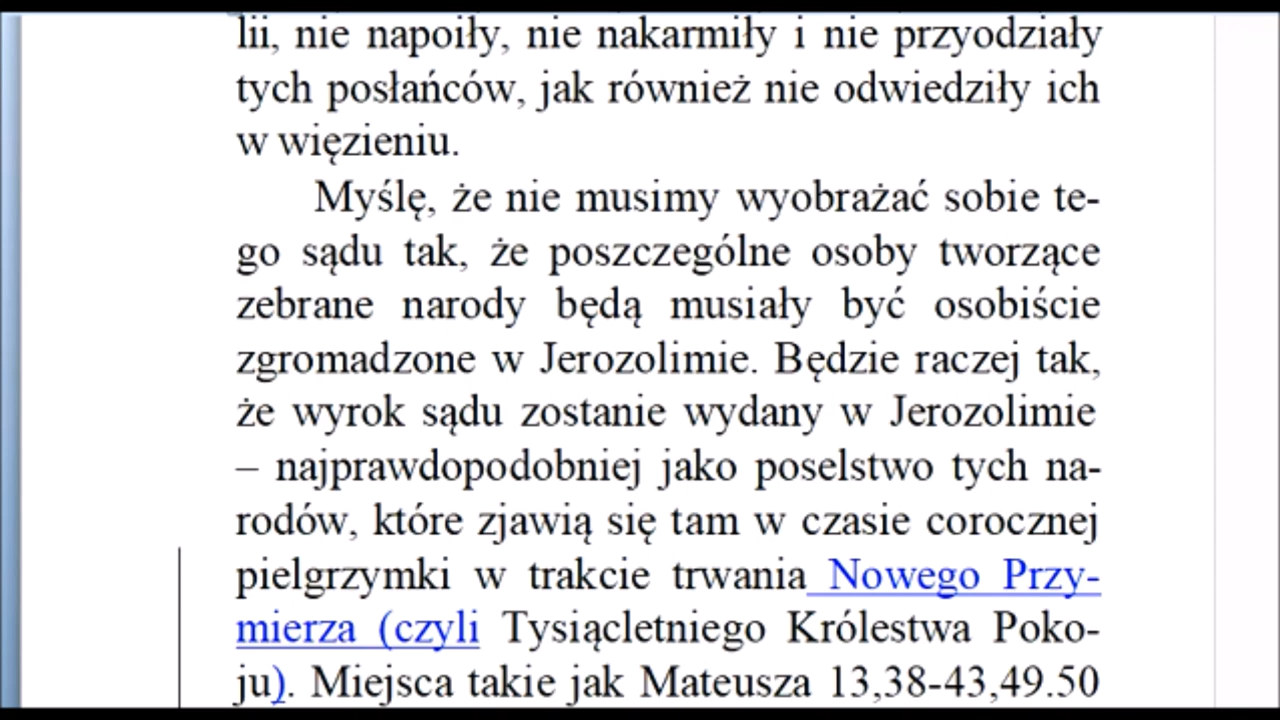 lii, nie napoiły, nie nakarmiły i nie przyodziały
tych posłańców, jak również nie odwiedziły ich
w więzieniu.
Myślę, że nie musimy wyobrażać sobie te-
go sądu tak, że poszczególne osoby tworzące
zebrane narody będą musiały być osobiście
zgromadzone w Jerozolimie. Będzie raczej tak,
że wyrok sądu zostanie wydany w Jerozolimie
– najprawdopodobniej jako poselstwo tych na-
rodów, które zjawią się tam w czasie corocznej
pielgrzymki w trakcie trwania Nowego Przy-
mierza (czyli Tysiącletniego Królestwa Poko-
ju). Miejsca takie jak Mateusza 13,38-43,49.50